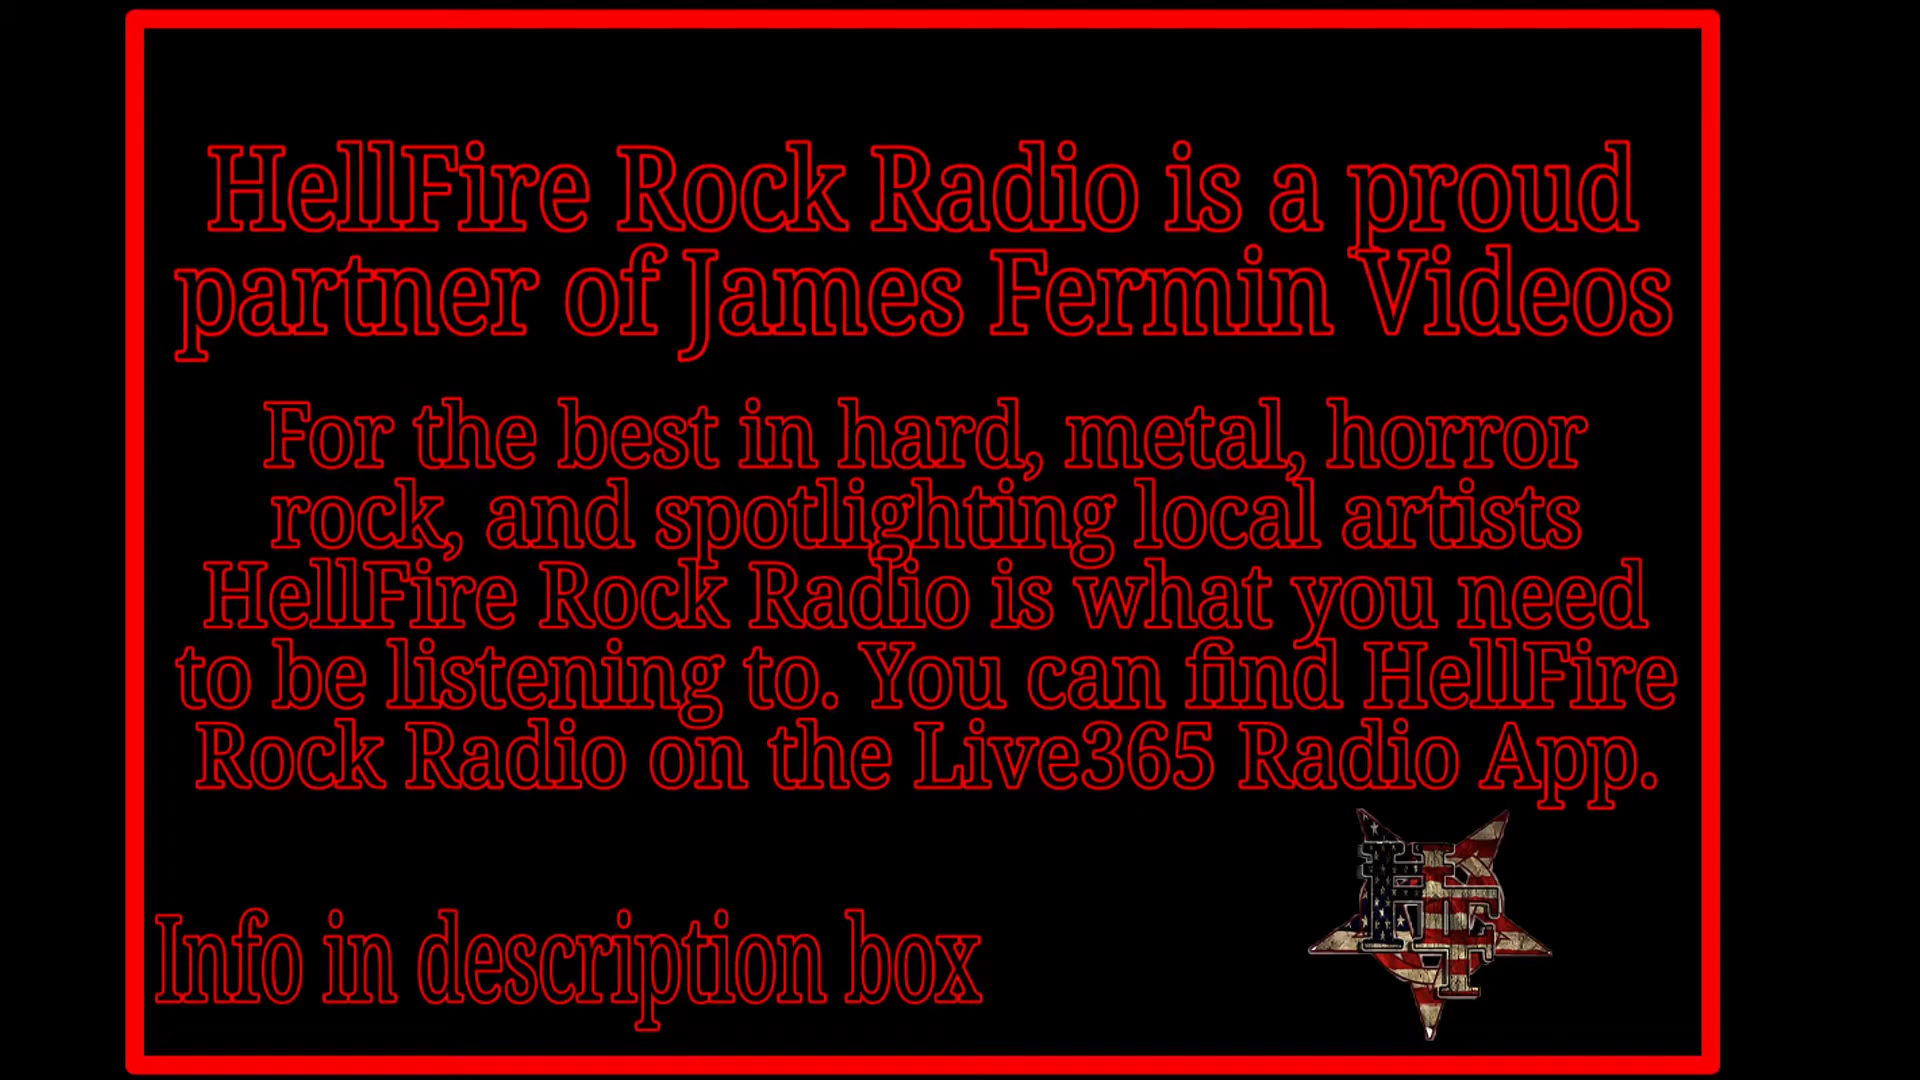 HellFire Rock Radio is a proud
partner of James Fermin Videos
For the best in hard, metal, horror
rock, and spotlighting local artists
HellFire Rock Radio is what you need
to be listening to. You can find HellFire
Rock Radio on the Live365 Radio App.
Info in description box